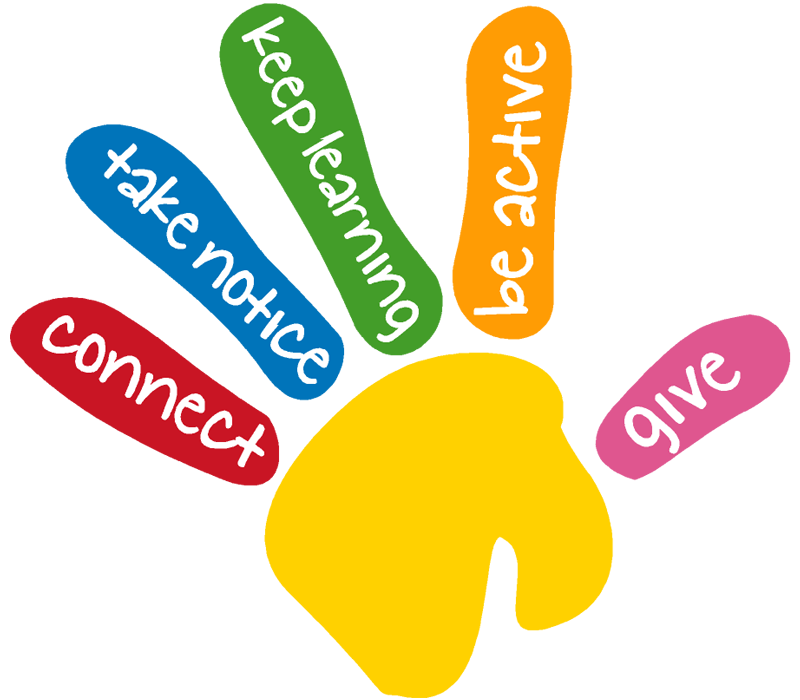 connect
take notice
keep learning
be active
give